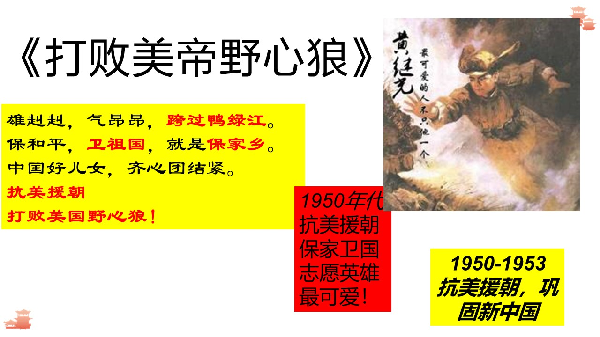 《打败美帝野心狼》
雄赳赳，气昂昂，跨过鸭绿江。
保和平，卫祖国，就是保家乡。
中国好儿女，齐心团结紧。
抗美援朝
打败美国野心狼！
黄继光
最可爱的人不只他一个
1950年代
抗美援朝
保家卫国
志愿英雄
最可爱！
1950-1953
抗美援朝，巩
固新中国